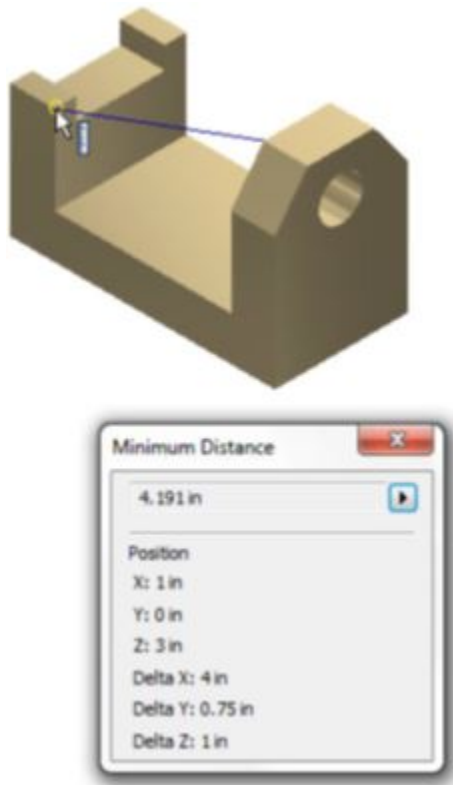 Minimum Distance
4.191 in
Position
X: 1 in
Y: 0 in
Z: 3 in
Delta X: 4 in
Delta Y: 0.75 in
Delta Z: 1 in